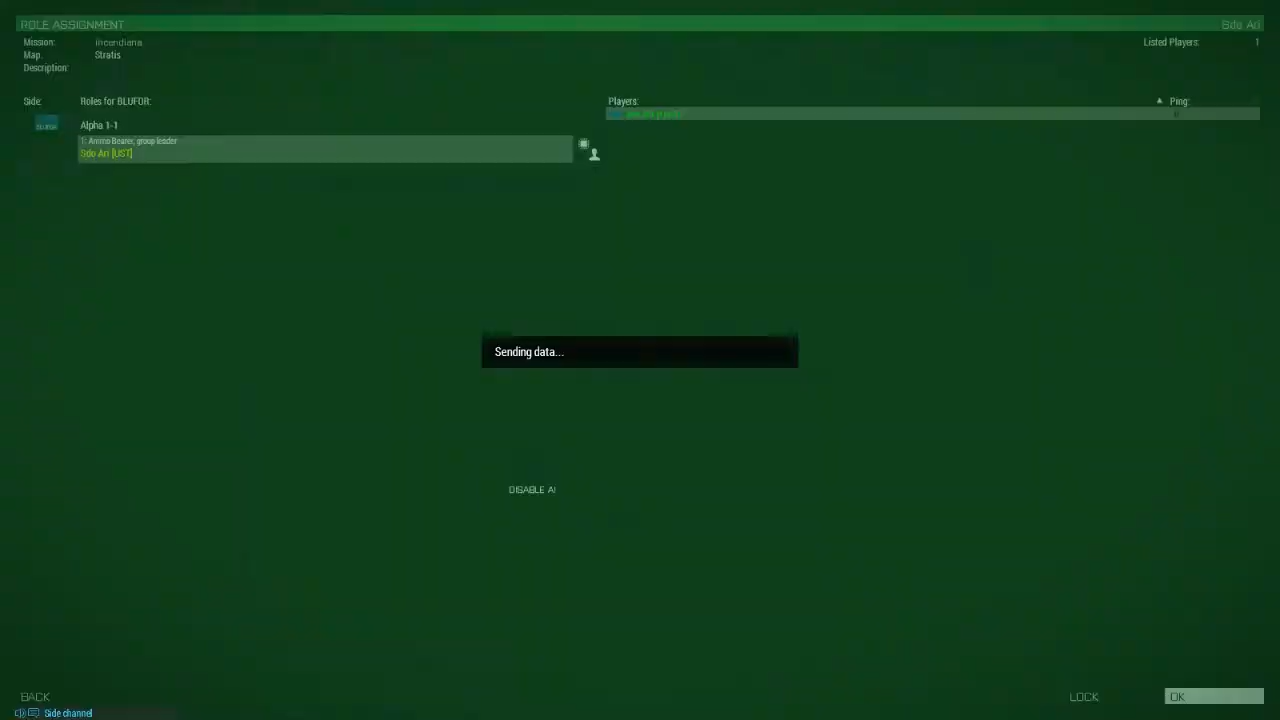 ROLE ASSIGNMENT
Sdo Ari
Mission: Incendiana
Listed Players: 1
Map: Stratis
Description:
Side: Roles for BLUFOR:
Players: Ping:
BLUFOR
Alpha 1-1
1: Ammo Bearer, group leader
Sdo Ari [UST]
Sending data...
DISABLE AI
BACK
LOCK
OK
Side channel